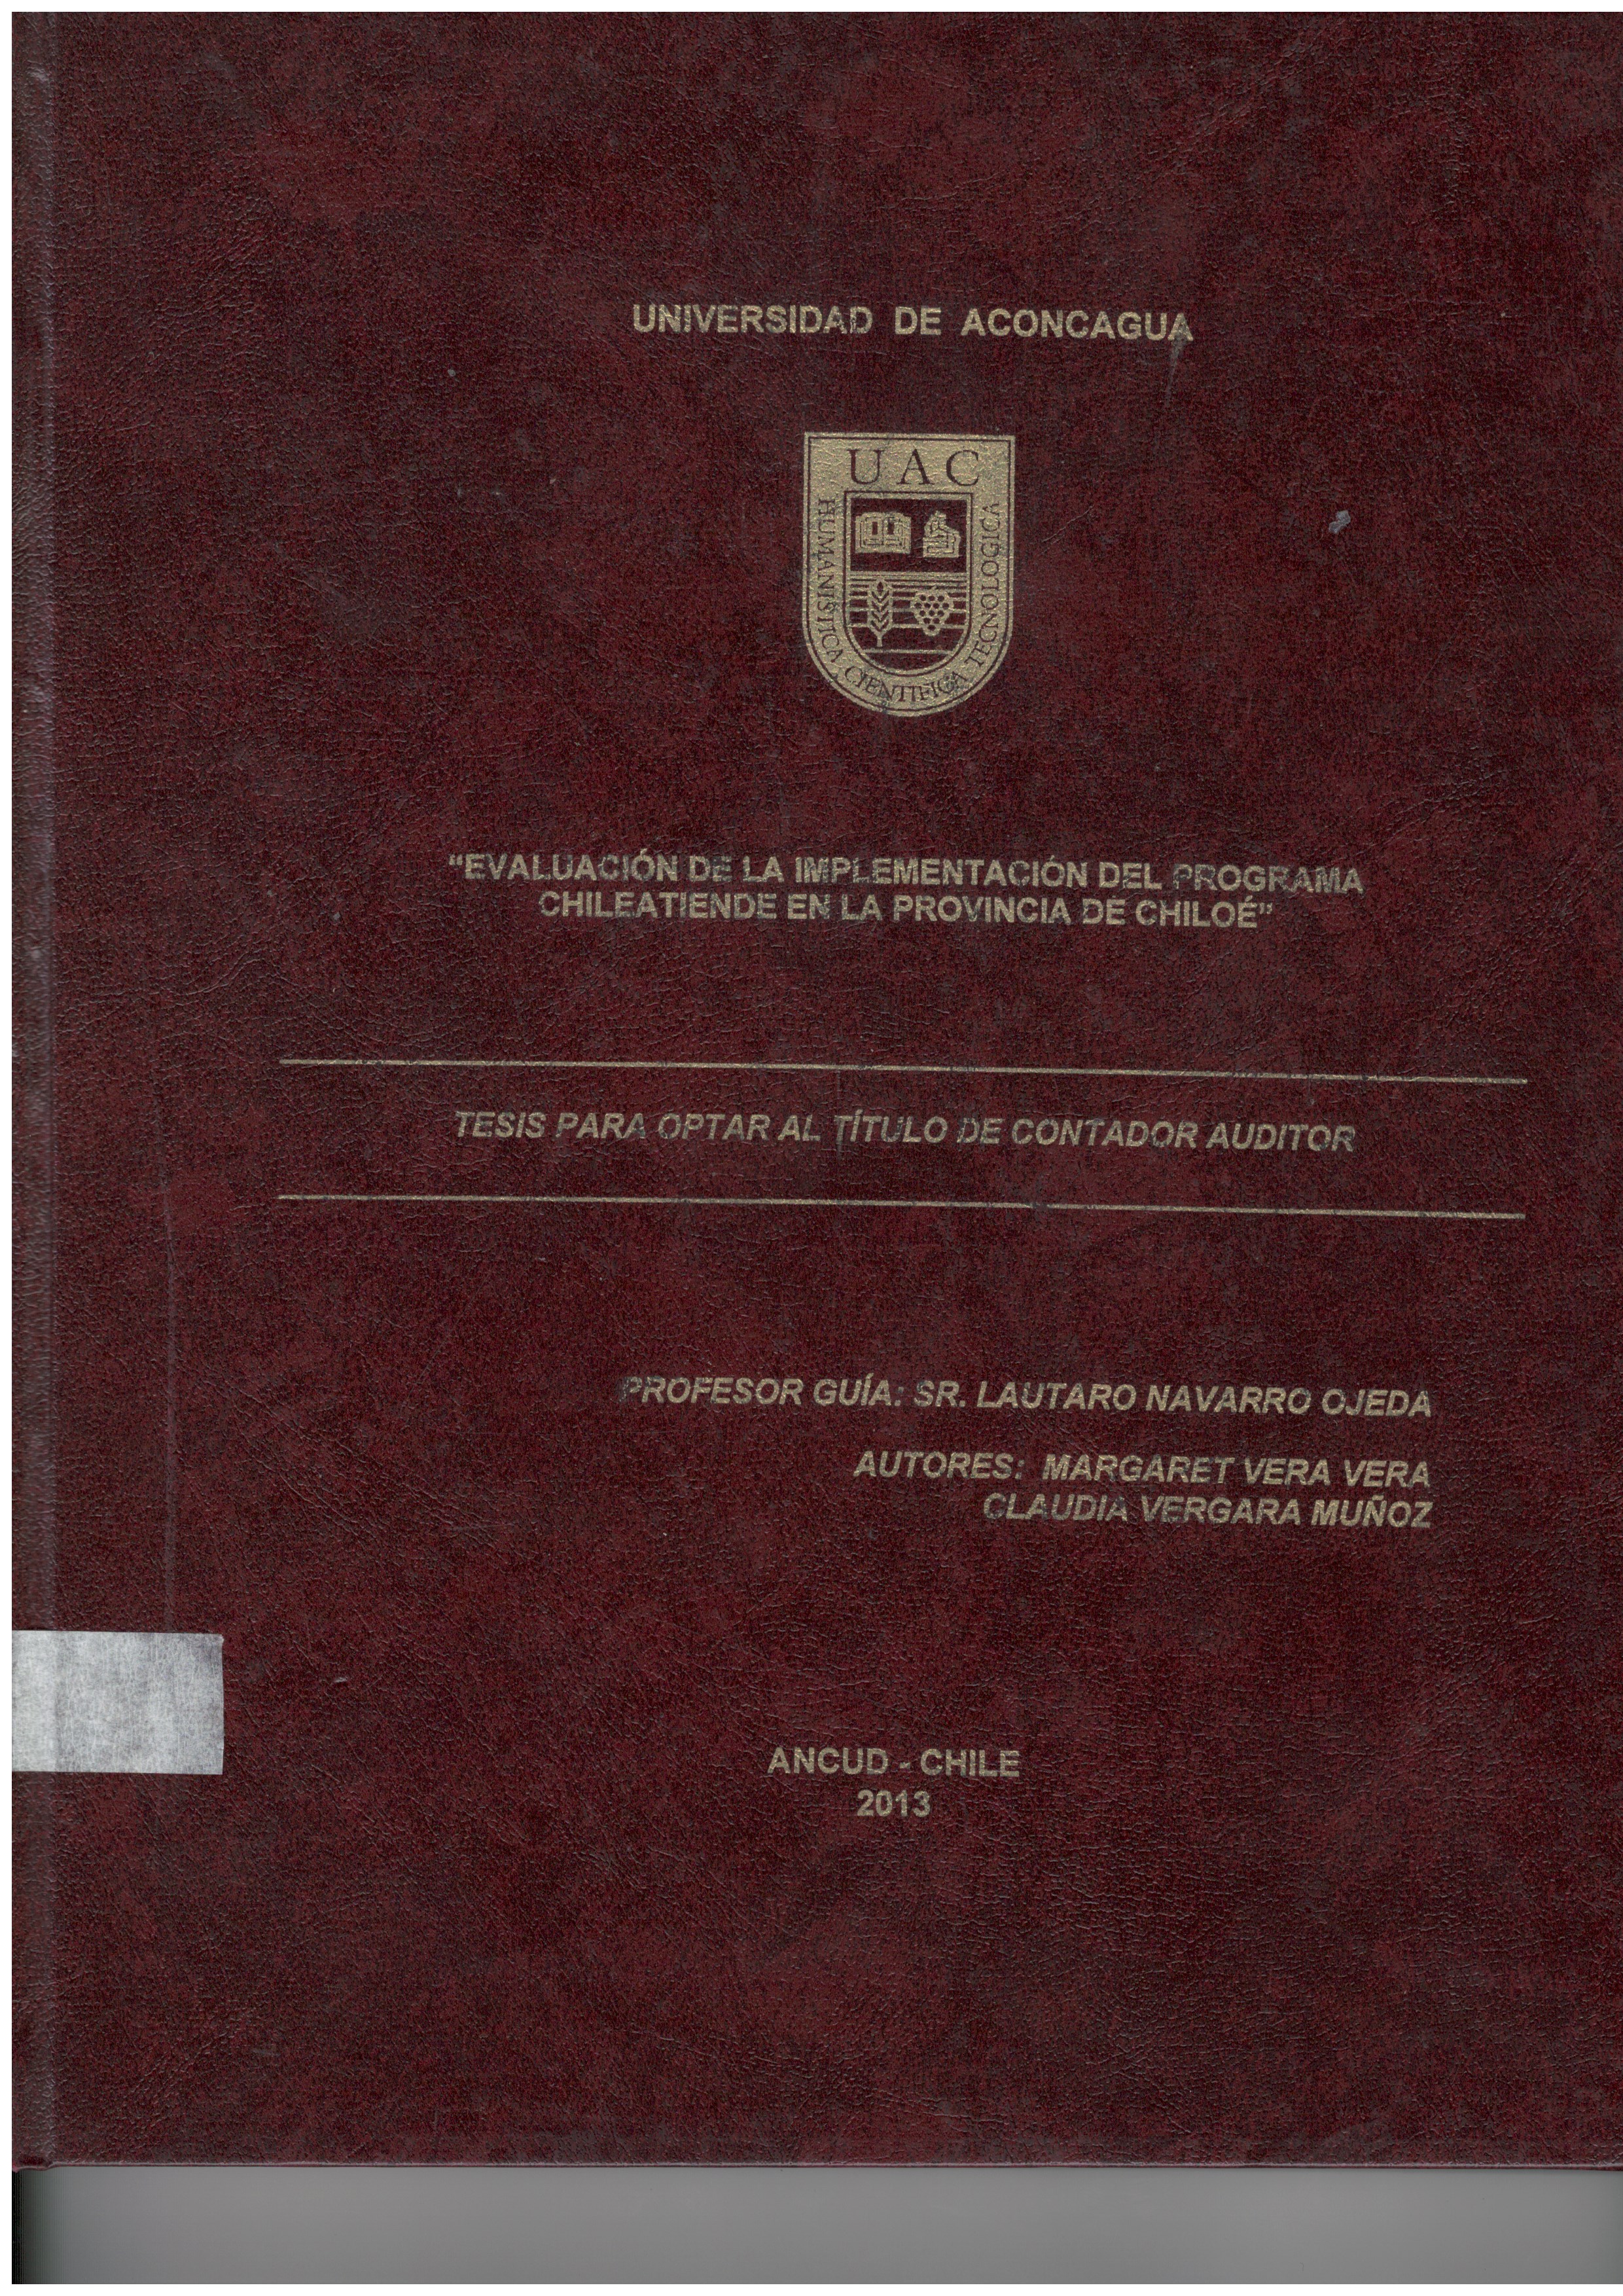 UNIVERSIDAD DE ACONCAGUA
UAC
HUMANISTICA CIENTIFICA TECNOLOGICA
“EVALUACIÓN DE LA IMPLEMENTACIÓN DEL PROGRAMA
CHILEATIENDE EN LA PROVINCIA DE CHILOÉ”
TESIS PARA OPTAR AL TÍTULO DE CONTADOR AUDITOR
PROFESOR GUÍA: SR. LAUTARO NAVARRO OJEDA
AUTORES: MARGARET VERA VERA
CLAUDIA VERGARA MUÑOZ
ANCUD - CHILE
2013